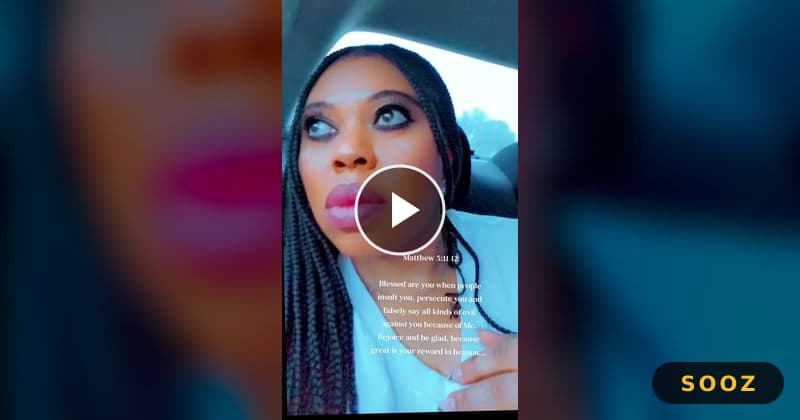 Matthew 5:11-12
Blessed are you when people
insult you, persecute you and
falsely say all kinds of evil
against you because of Me.
Rejoice and be glad, because
great is your reward in heaven...
SOOZ